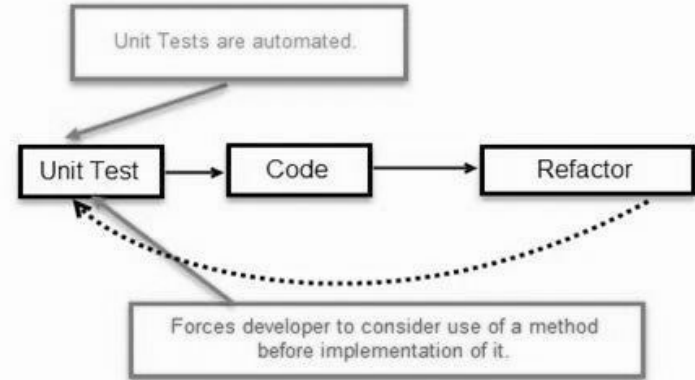 Unit Tests are automated.
Unit Test
Code
Refactor
Forces developer to consider use of a method
before implementation of it.